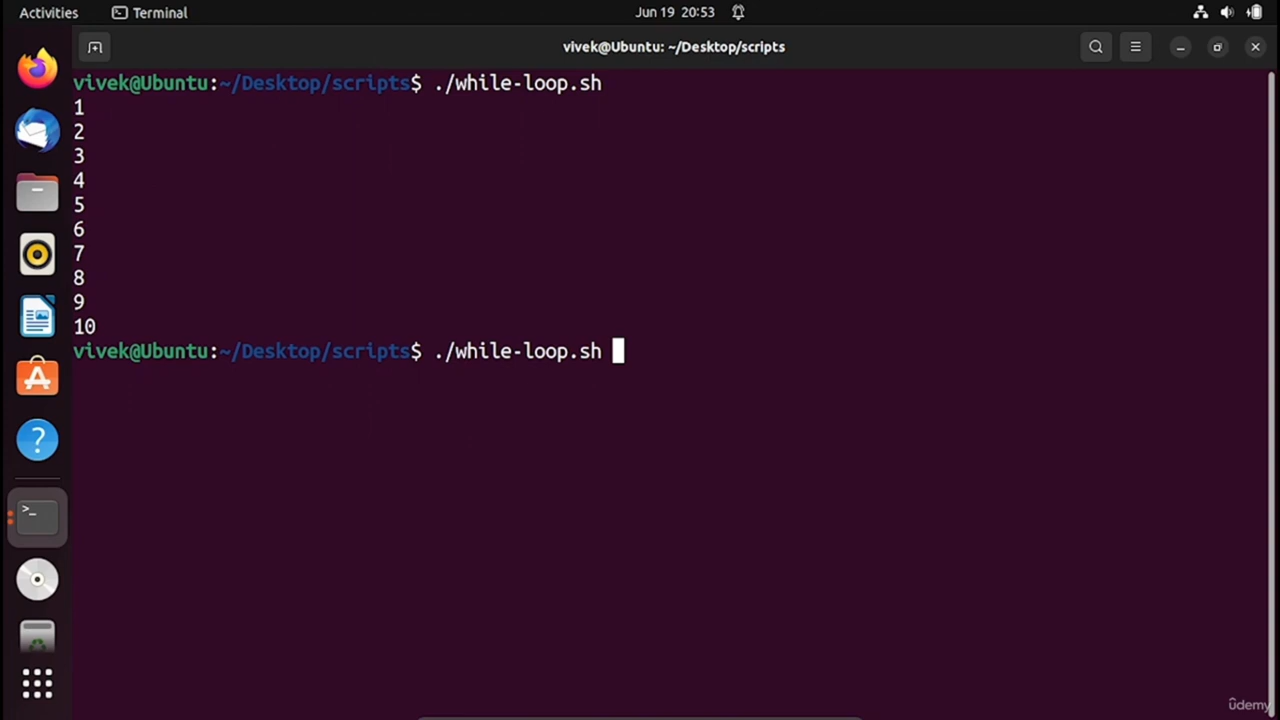 Activities
Terminal
Jun 19 20:53
vivek@Ubuntu: ~/Desktop/scripts
vivek@Ubuntu:~/Desktop/scripts$ ./while-loop.sh
1
2
3
4
5
6
7
8
9
10
vivek@Ubuntu:~/Desktop/scripts$ ./while-loop.sh
ûdemy